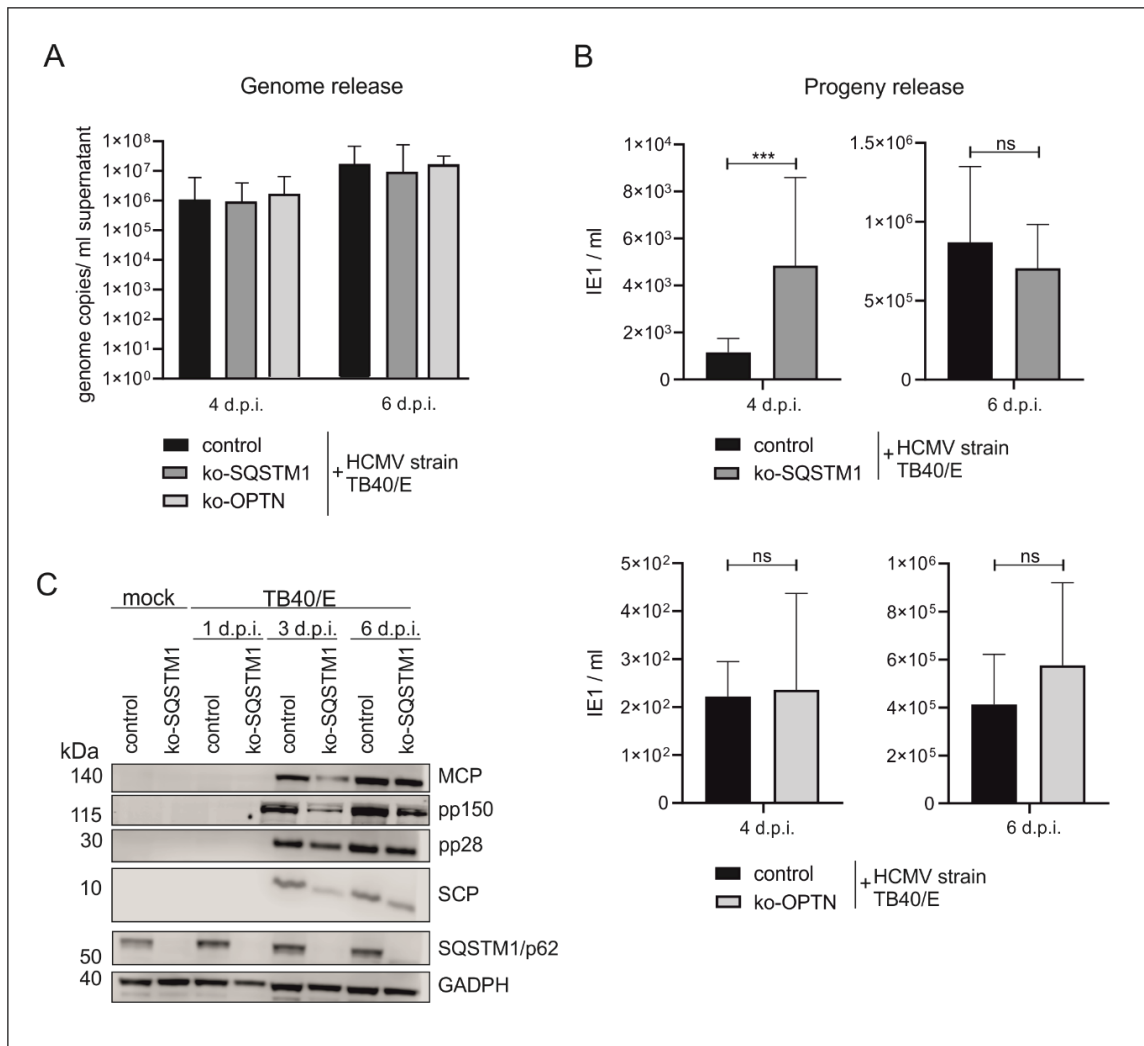 A
Genome release
genome copies/ ml supernatant
1×10⁸
1×10⁷
1×10⁶
1×10⁵
1×10⁴
1×10³
1×10²
1×10¹
1×10⁰
4 d.p.i.
6 d.p.i.
control
ko-SQSTM1
ko-OPTN
+ HCMV strain
TB40/E
B
Progeny release
IE1 / ml
1×10⁴
8×10³
6×10³
4×10³
2×10³
0
***
4 d.p.i.
1.5×10⁶
1×10⁶
5×10⁵
0
ns
6 d.p.i.
control
ko-SQSTM1
+ HCMV strain
TB40/E
IE1 / ml
5×10²
4×10²
3×10²
2×10²
1×10²
0
ns
4 d.p.i.
1×10⁶
8×10⁵
6×10⁵
4×10⁵
2×10⁵
0
ns
6 d.p.i.
control
ko-OPTN
+ HCMV strain
TB40/E
C
mock
TB40/E
1 d.p.i.
3 d.p.i.
6 d.p.i.
control
ko-SQSTM1
control
ko-SQSTM1
control
ko-SQSTM1
control
ko-SQSTM1
kDa
140
MCP
115
pp150
30
pp28
10
SCP
50
SQSTM1/p62
40
GADPH